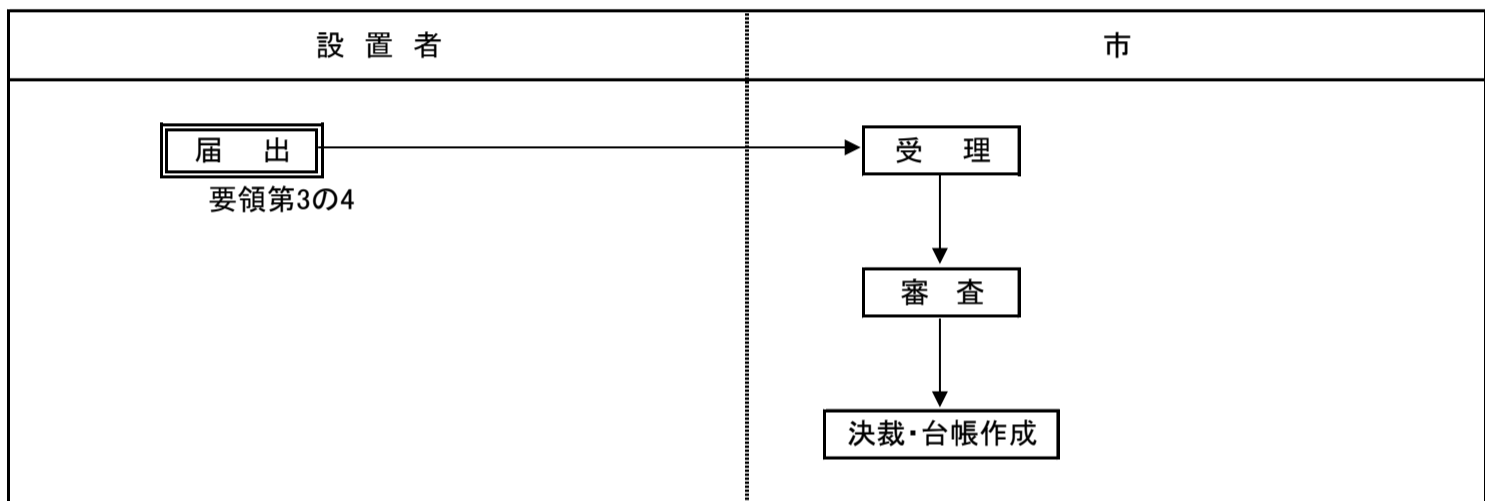 設 置 者
市
届 出
受 理
要領第3の4
審 査
決裁・台帳作成